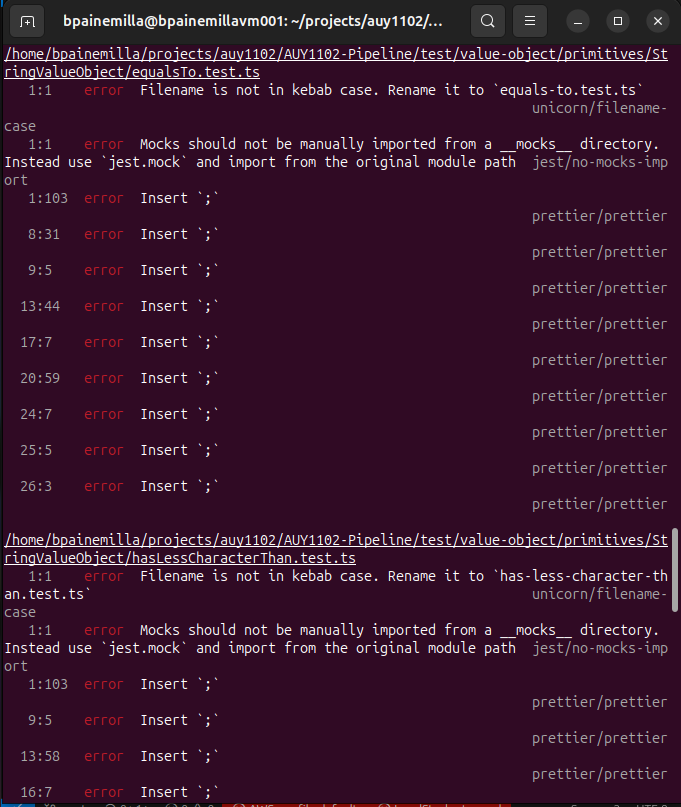 bpainemilla@bpainemillavm001: ~/projects/auy1102/...
/home/bpainemilla/projects/auy1102/AUY1102-Pipeline/test/value-object/primitives/St
ringValueObject/equalsTo.test.ts
1:1 error Filename is not in kebab case. Rename it to `equals-to.test.ts`
unicorn/filename-
case
1:1 error Mocks should not be manually imported from a __mocks__ directory.
Instead use `jest.mock` and import from the original module path jest/no-mocks-imp
ort
1:103 error Insert `;`
prettier/prettier
8:31 error Insert `;`
prettier/prettier
9:5 error Insert `;`
prettier/prettier
13:44 error Insert `;`
prettier/prettier
17:7 error Insert `;`
prettier/prettier
20:59 error Insert `;`
prettier/prettier
24:7 error Insert `;`
prettier/prettier
25:5 error Insert `;`
prettier/prettier
26:3 error Insert `;`
prettier/prettier
/home/bpainemilla/projects/auy1102/AUY1102-Pipeline/test/value-object/primitives/St
ringValueObject/hasLessCharacterThan.test.ts
1:1 error Filename is not in kebab case. Rename it to `has-less-character-th
an.test.ts`
unicorn/filename-
case
1:1 error Mocks should not be manually imported from a __mocks__ directory.
Instead use `jest.mock` and import from the original module path jest/no-mocks-imp
ort
1:103 error Insert `;`
prettier/prettier
9:5 error Insert `;`
prettier/prettier
13:58 error Insert `;`
prettier/prettier
16:7 error Insert `;`